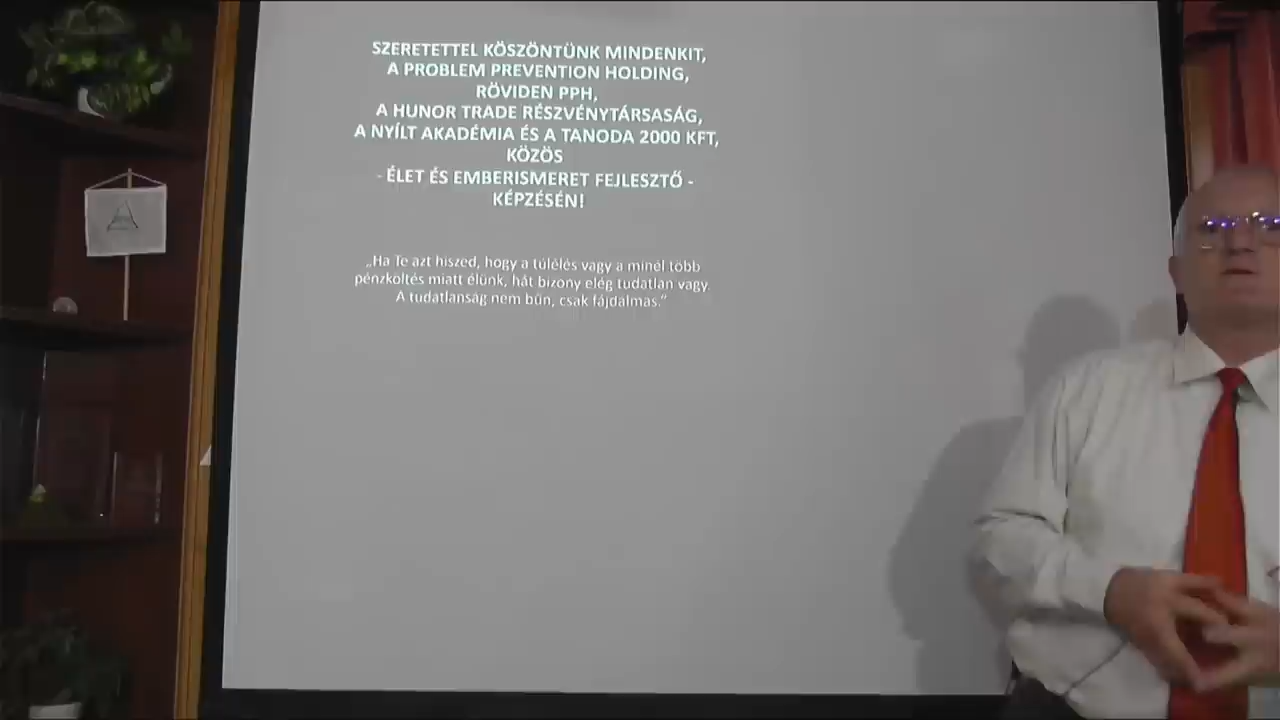 SZERETETTEL KÖSZÖNTÜNK MINDENKIT,
A PROBLEM PREVENTION HOLDING,
RÖVIDEN PPH,
A HUNOR TRADE RÉSZVÉNYTÁRSASÁG,
A NYÍLT AKADÉMIA ÉS A TANODA 2000 KFT,
KÖZÖS
- ÉLET ÉS EMBERISMERET FEJLESZTŐ -
KÉPZÉSÉN!
„Ha Te azt hiszed, hogy a túlélés vagy a minél több
pénzköltés miatt élünk, hát bizony elég tudatlan vagy.
A tudatlanság nem bűn, csak fájdalmas.”